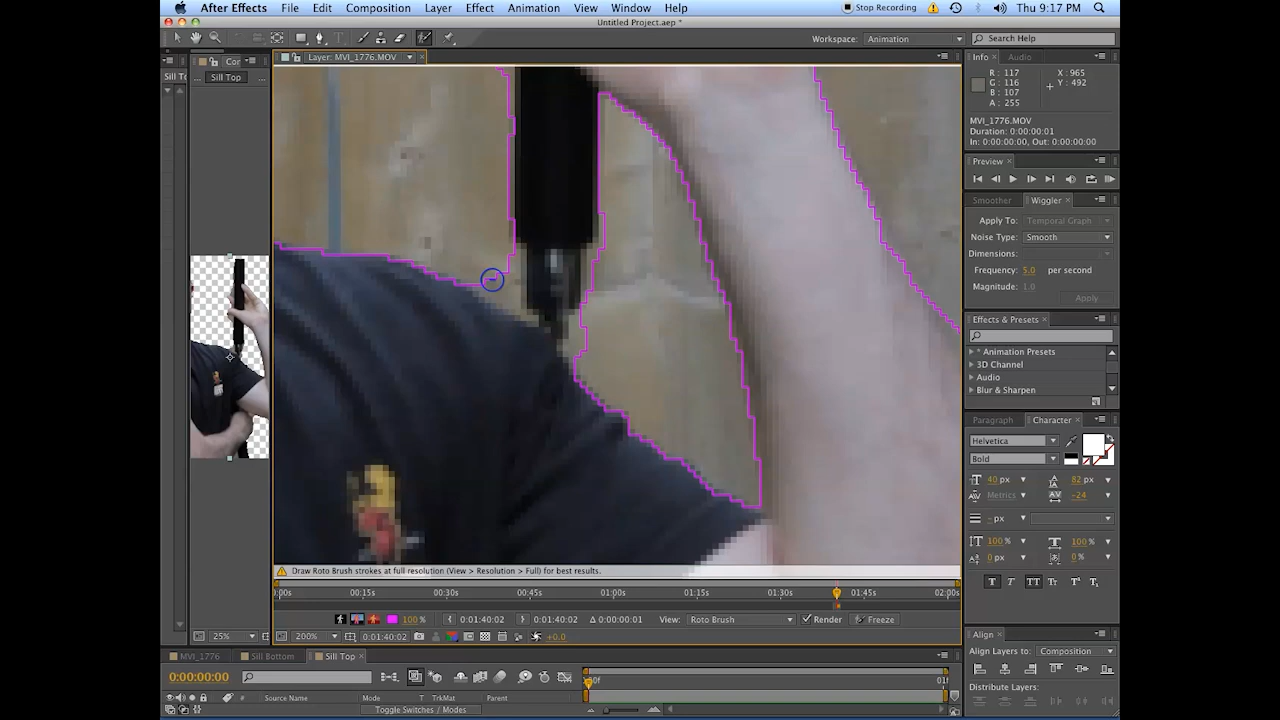 After Effects File Edit Composition Layer Effect Animation View Window Help Stop Recording Thu 9:17 PM
Untitled Project.aep *
Workspace: Animation Search Help
Layer: MVI_1776.MOV Info Audio
Sill T Cor
... Sill Top ...
R : 117 X : 965
G : 116 Y : 492
B : 107
A : 255
MVI_1776.MOV
Duration: 0:00:00:01
In: 0:00:00:00, Out: 0:00:00:00
Preview
Smoother Wiggler
Apply To: Temporal Graph
Noise Type: Smooth
Dimensions:
Frequency: 5.0 per second
Magnitude: 1.0
Apply
Effects & Presets
* Animation Presets
3D Channel
Audio
Blur & Sharpen
Paragraph Character
Helvetica
Bold
40 px 82 px
Metrics -24
- px
100 % 100 %
0 px 0 %
T T TT Tr T¹ T,
Draw Roto Brush strokes at full resolution (View > Resolution > Full) for best results.
:00s 00:15s 00:30s 00:45s 01:00s 01:15s 01:30s 01:45s 02:00s
100 % 0:01:40:02 0:01:40:02 Δ 0:00:00:01 View: Roto Brush Render Freeze
25% 200% 0:01:40:02 +0.0
Align
Align Layers to: Composition
Distribute Layers:
MVI_1776 Sill Bottom Sill Top
0:00:00:00 :00f 01f
# Source Name Mode T TrkMat Parent
Toggle Switches / Modes